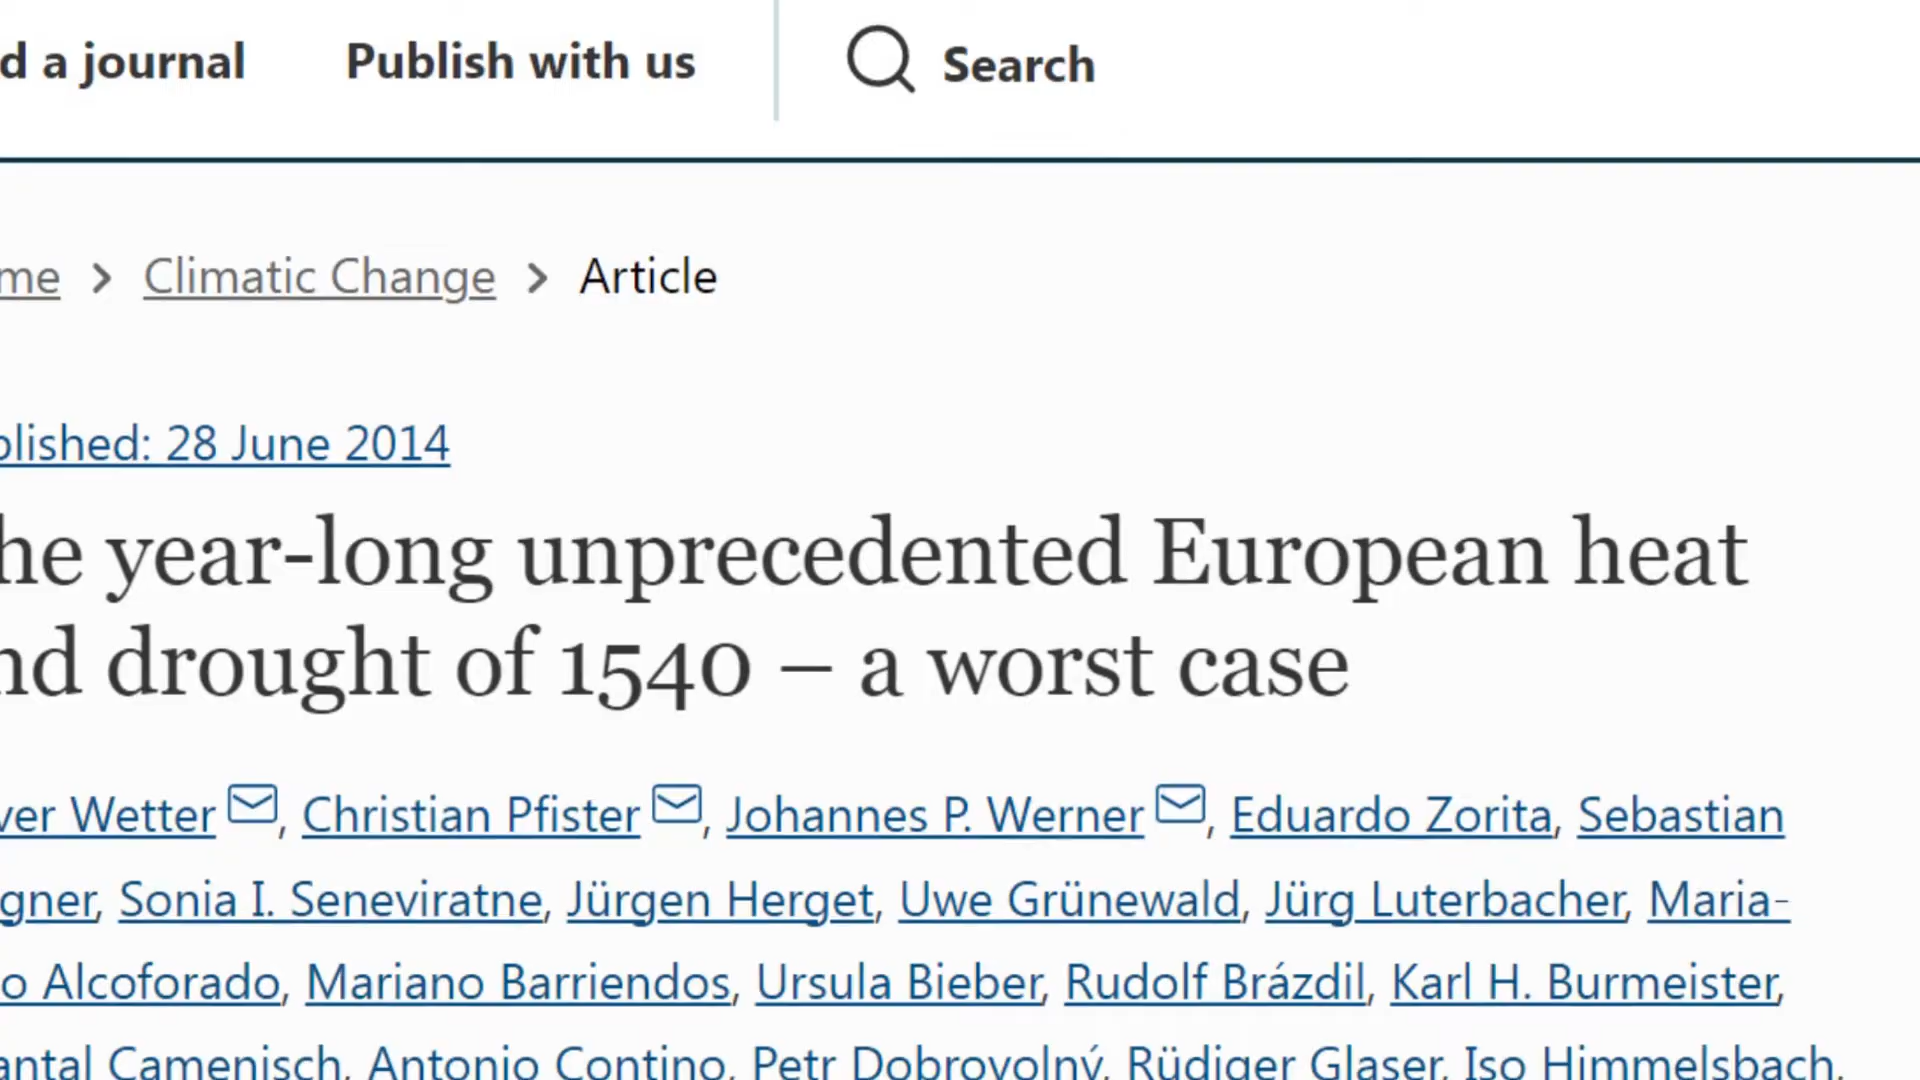 d a journal Publish with us Search
me > Climatic Change > Article
blished: 28 June 2014
he year-long unprecedented European heat
nd drought of 1540 – a worst case
ver Wetter, Christian Pfister, Johannes P. Werner, Eduardo Zorita, Sebastian
gner, Sonia I. Seneviratne, Jürgen Herget, Uwe Grünewald, Jürg Luterbacher, Maria-
o Alcoforado, Mariano Barriendos, Ursula Bieber, Rudolf Brázdil, Karl H. Burmeister,
antal Camenisch, Antonio Contino, Petr Dobrovolný, Rüdiger Glaser, Iso Himmelsbach,